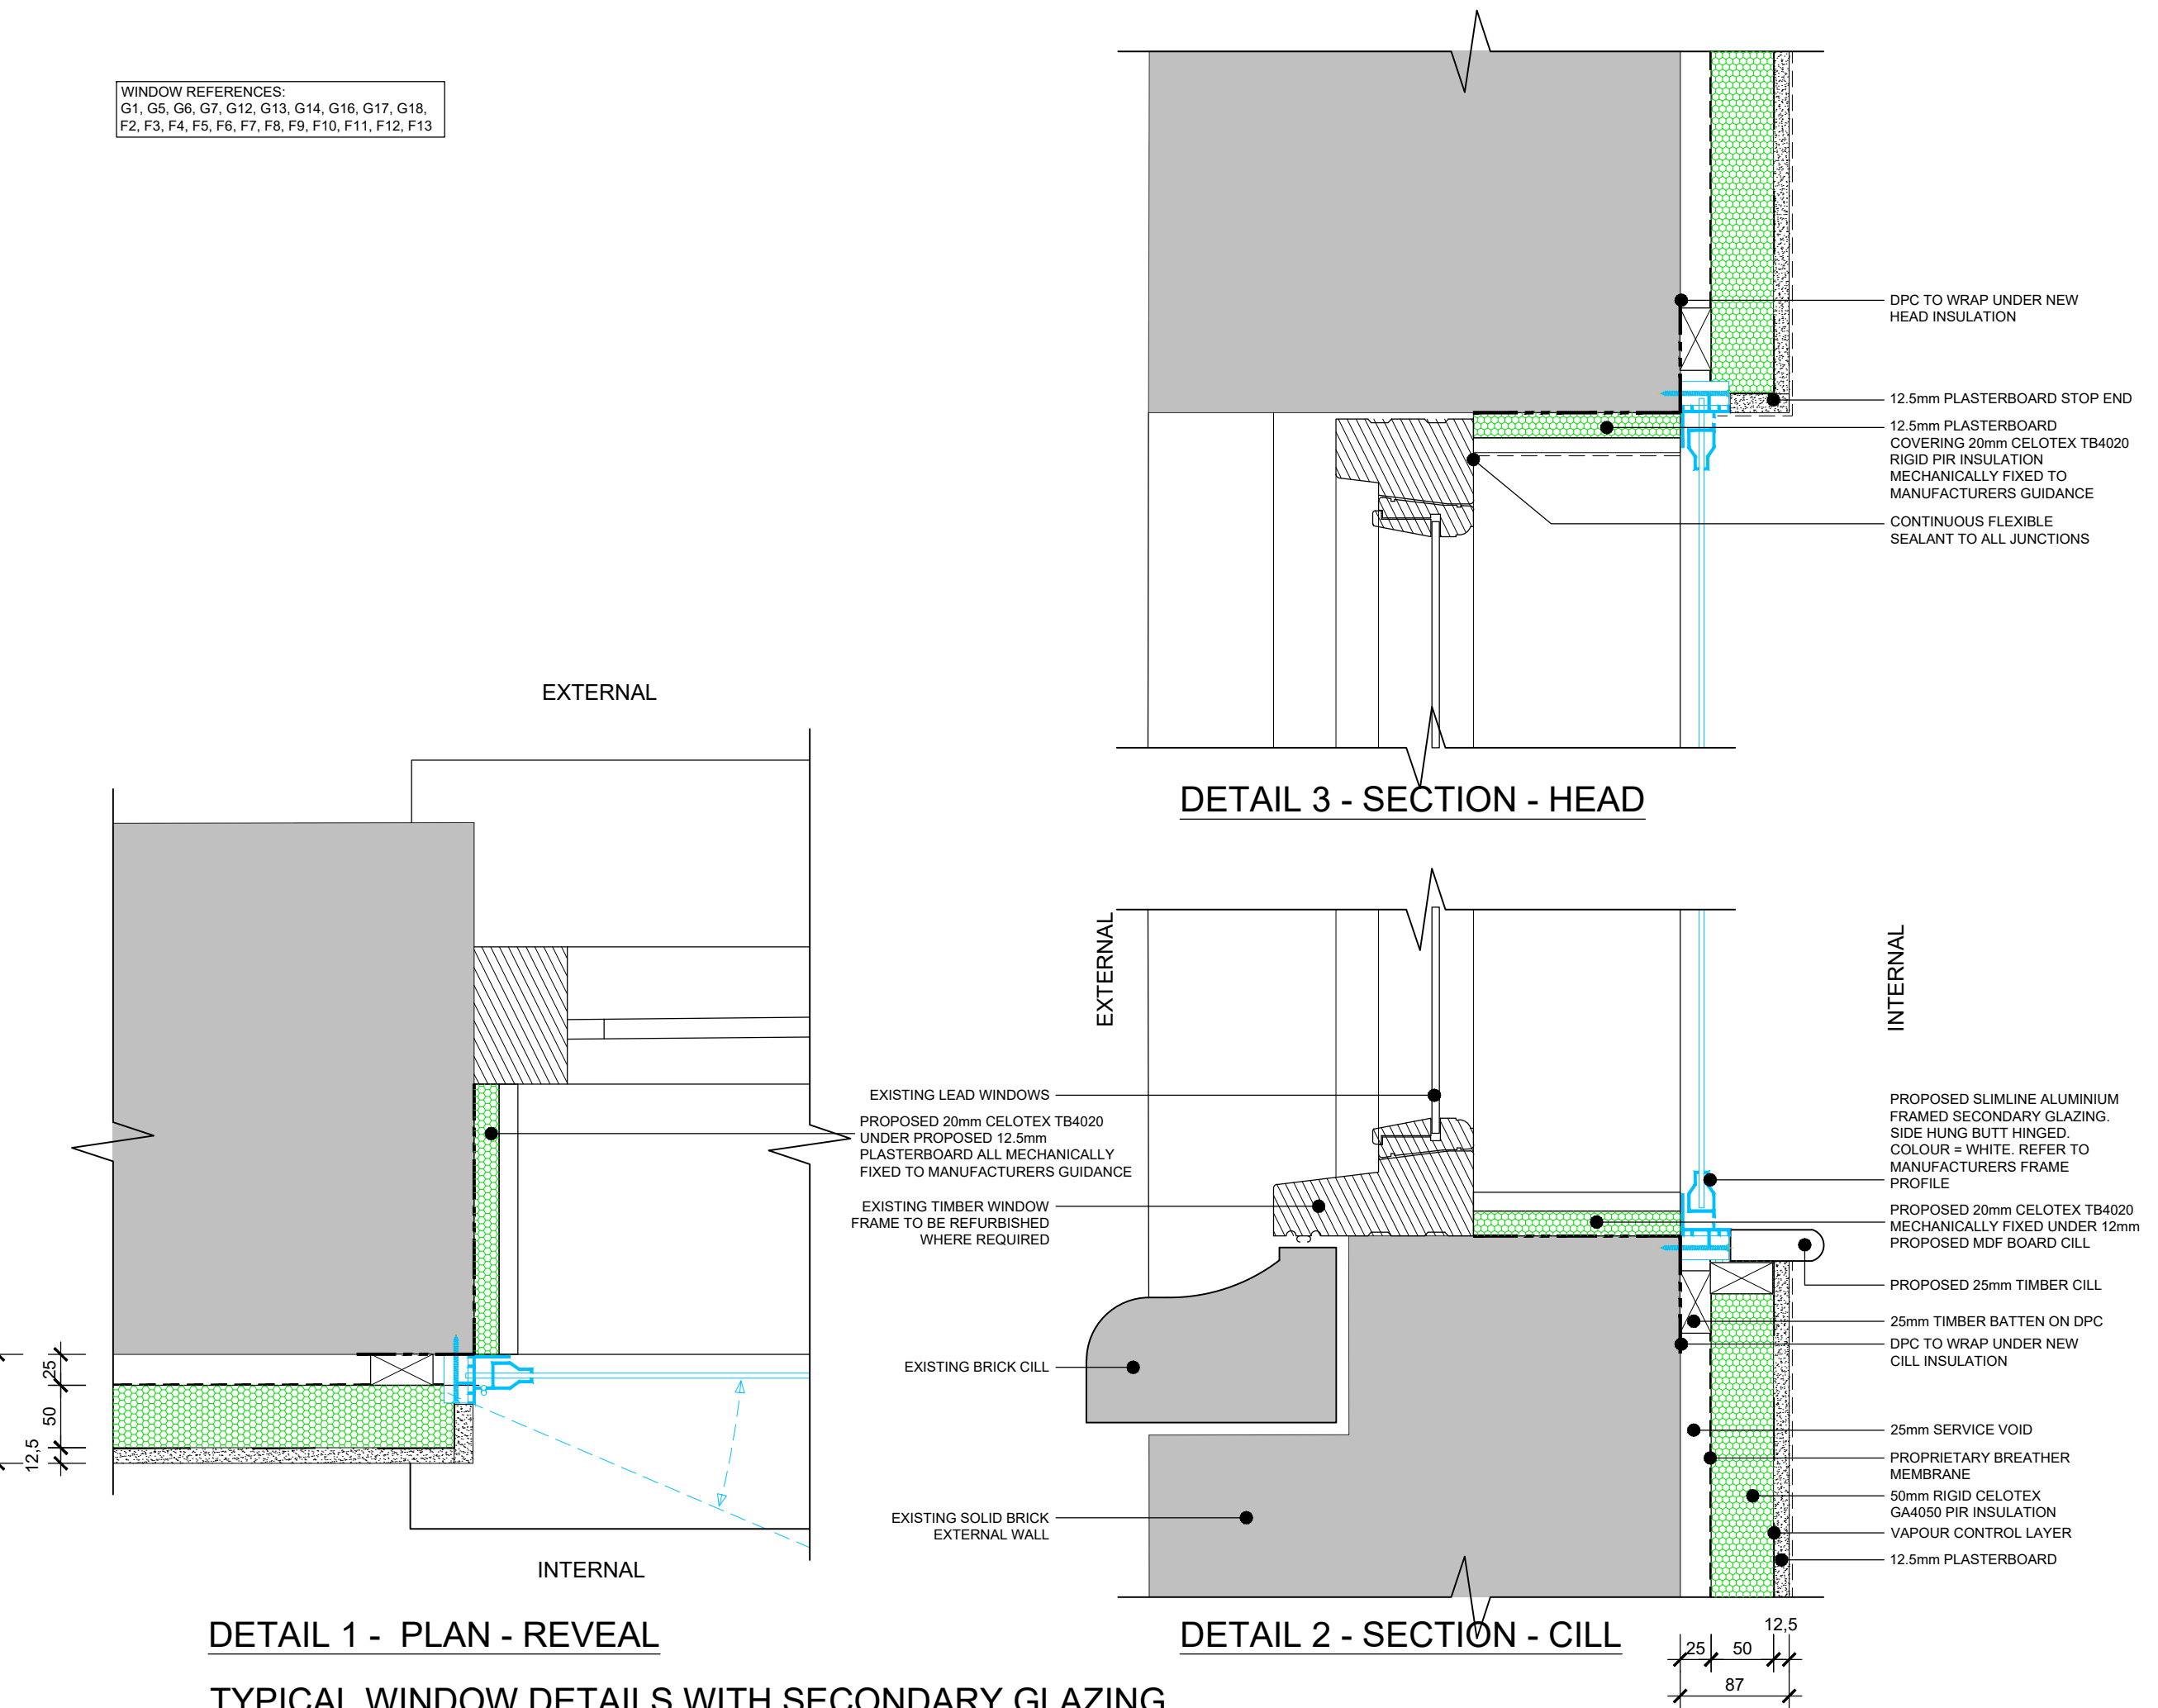 WINDOW REFERENCES:
G1, G5, G6, G7, G12, G13, G14, G16, G17, G18,
F2, F3, F4, F5, F6, F7, F8, F9, F10, F11, F12, F13
DPC TO WRAP UNDER NEW
HEAD INSULATION
12.5mm PLASTERBOARD STOP END
12.5mm PLASTERBOARD
COVERING 20mm CELOTEX TB4020
RIGID PIR INSULATION
MECHANICALLY FIXED TO
MANUFACTURERS GUIDANCE
CONTINUOUS FLEXIBLE
SEALANT TO ALL JUNCTIONS
DETAIL 3 - SECTION - HEAD
EXTERNAL
25
50
12,5
INTERNAL
DETAIL 1 - PLAN - REVEAL
EXTERNAL
INTERNAL
EXISTING LEAD WINDOWS
PROPOSED 20mm CELOTEX TB4020
UNDER PROPOSED 12.5mm
PLASTERBOARD ALL MECHANICALLY
FIXED TO MANUFACTURERS GUIDANCE
EXISTING TIMBER WINDOW
FRAME TO BE REFURBISHED
WHERE REQUIRED
EXISTING BRICK CILL
EXISTING SOLID BRICK
EXTERNAL WALL
PROPOSED SLIMLINE ALUMINIUM
FRAMED SECONDARY GLAZING.
SIDE HUNG BUTT HINGED.
COLOUR = WHITE. REFER TO
MANUFACTURERS FRAME
PROFILE
PROPOSED 20mm CELOTEX TB4020
MECHANICALLY FIXED UNDER 12mm
PROPOSED MDF BOARD CILL
PROPOSED 25mm TIMBER CILL
25mm TIMBER BATTEN ON DPC
DPC TO WRAP UNDER NEW
CILL INSULATION
25mm SERVICE VOID
PROPRIETARY BREATHER
MEMBRANE
50mm RIGID CELOTEX
GA4050 PIR INSULATION
VAPOUR CONTROL LAYER
12.5mm PLASTERBOARD
DETAIL 2 - SECTION - CILL
12,5
25 50
87
TYPICAL WINDOW DETAILS WITH SECONDARY GLAZING